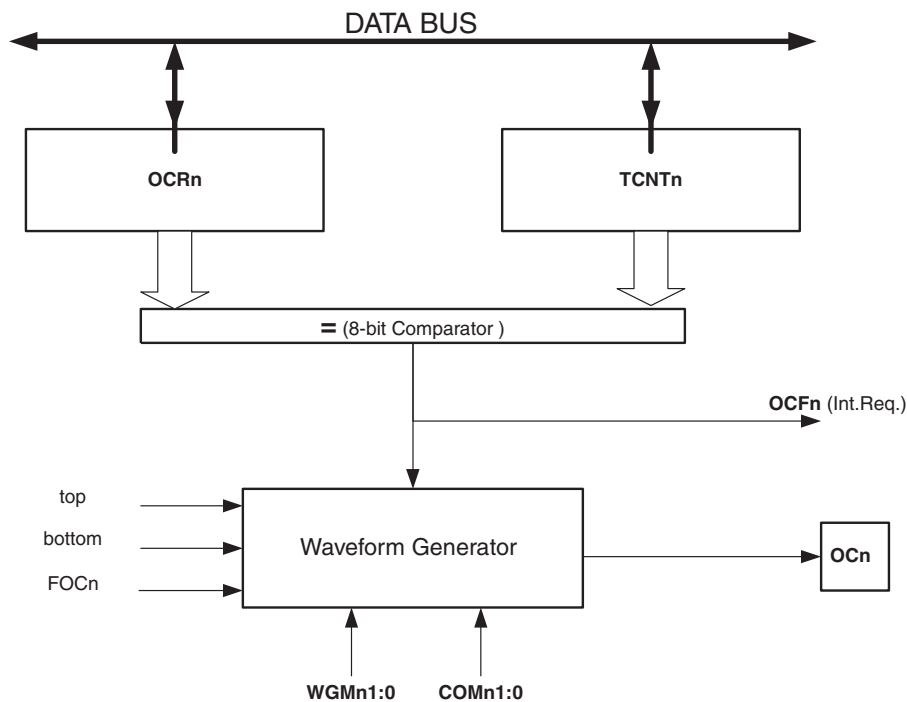 DATA BUS
OCRn
TCNTn
= (8-bit Comparator )
OCFn (Int.Req.)
top
bottom
FOCn
Waveform Generator
OCn
WGMn1:0
COMn1:0